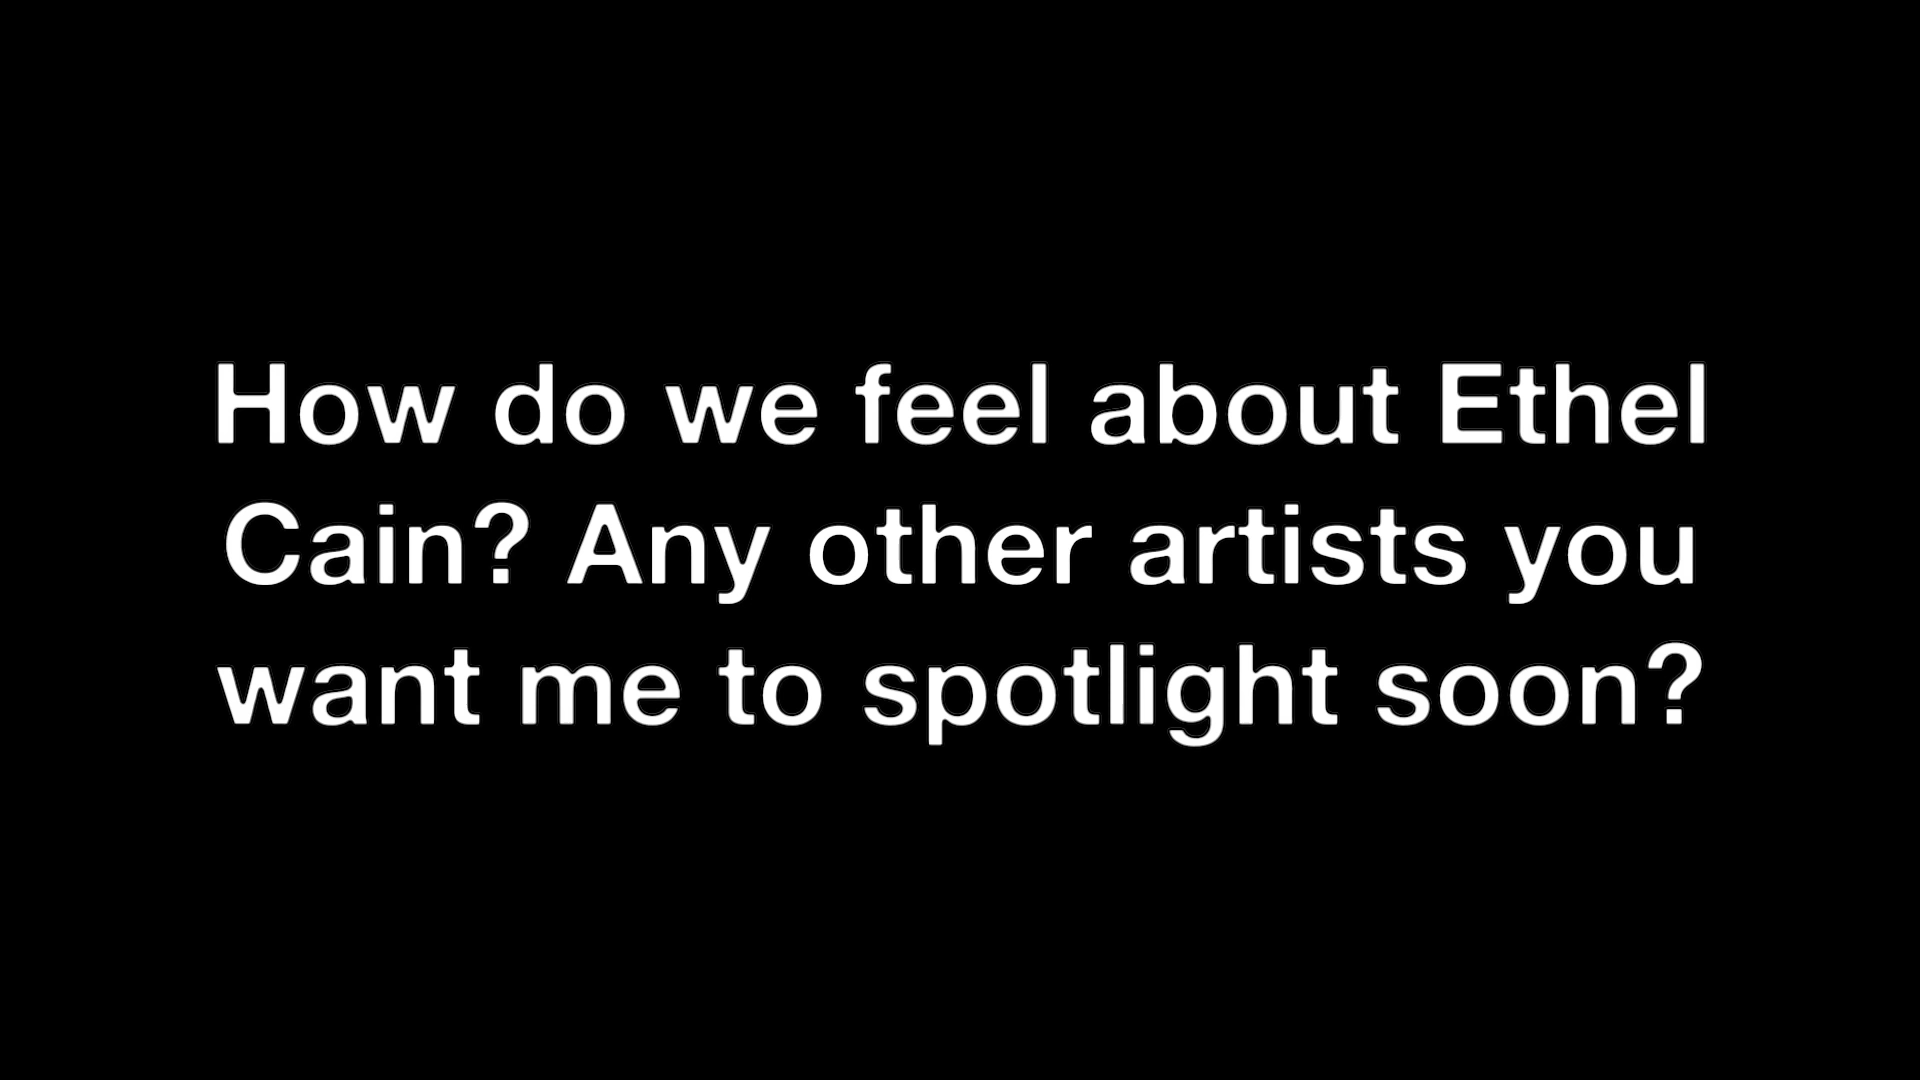 How do we feel about Ethel
Cain? Any other artists you
want me to spotlight soon?